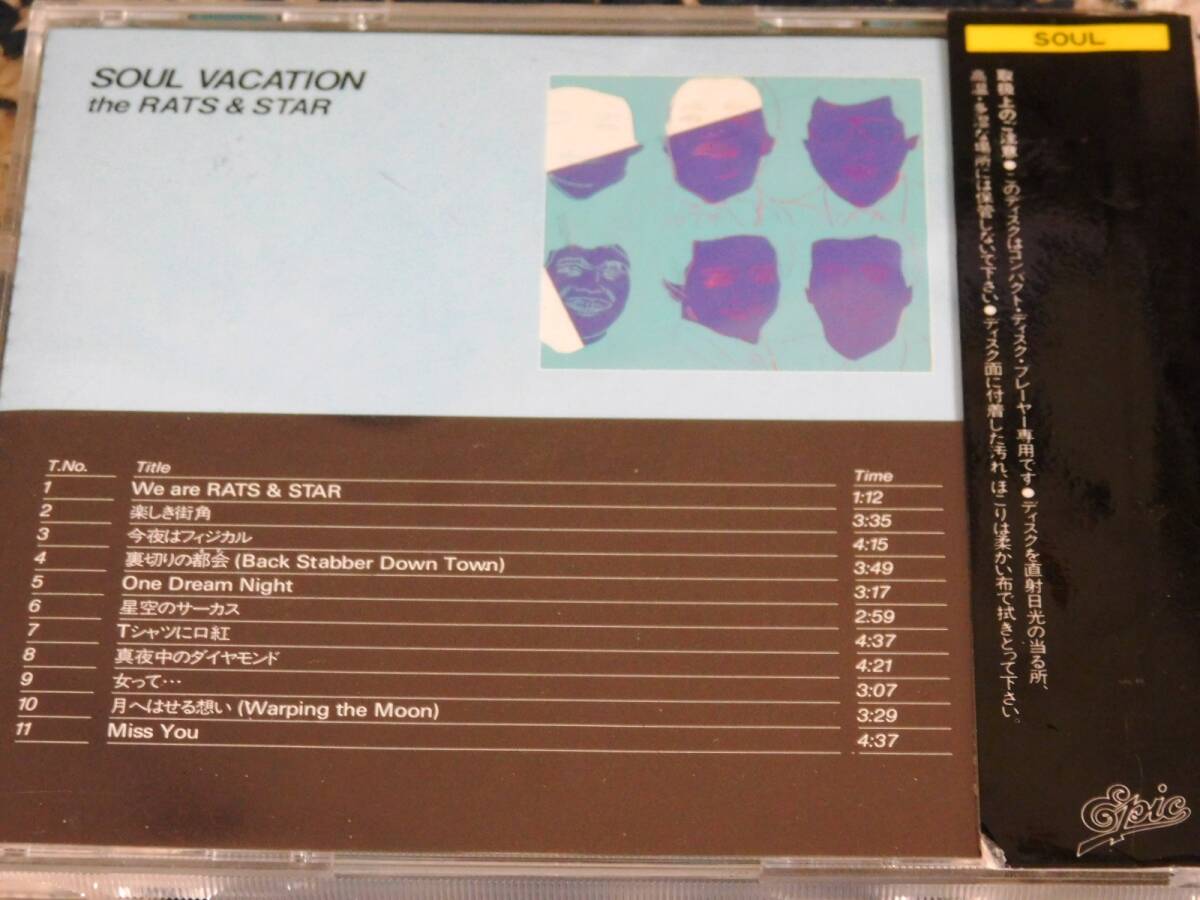 SOUL VACATION
the RATS & STAR
T.No. Title Time
1 We are RATS & STAR 1:12
2 楽しき街角 3:35
3 今夜はフィジカル 4:15
4 裏切りの都会 (Back Stabber Down Town) 3:49
5 One Dream Night 3:17
6 星空のサーカス 2:59
7 Tシャツに口紅 4:37
8 真夜中のダイヤモンド 4:21
9 女って… 3:07
10 月へはせる想い (Warping the Moon) 3:29
11 Miss You 4:37
SOUL
取扱上のご注意●このディスクはコンパクト・ディスク・プレーヤー専用です●ディスクを直射日光の当る所、
高温・多湿な場所には保管しないで下さい●ディスク面に付着した汚れ、ほこりは柔かい布で拭きとって下さい。
Epic